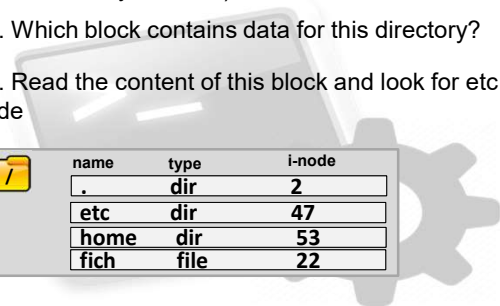 . Which block contains data for this directory?
. Read the content of this block and look for etc
de
/
name type i-node
. dir 2
etc dir 47
home dir 53
fich file 22